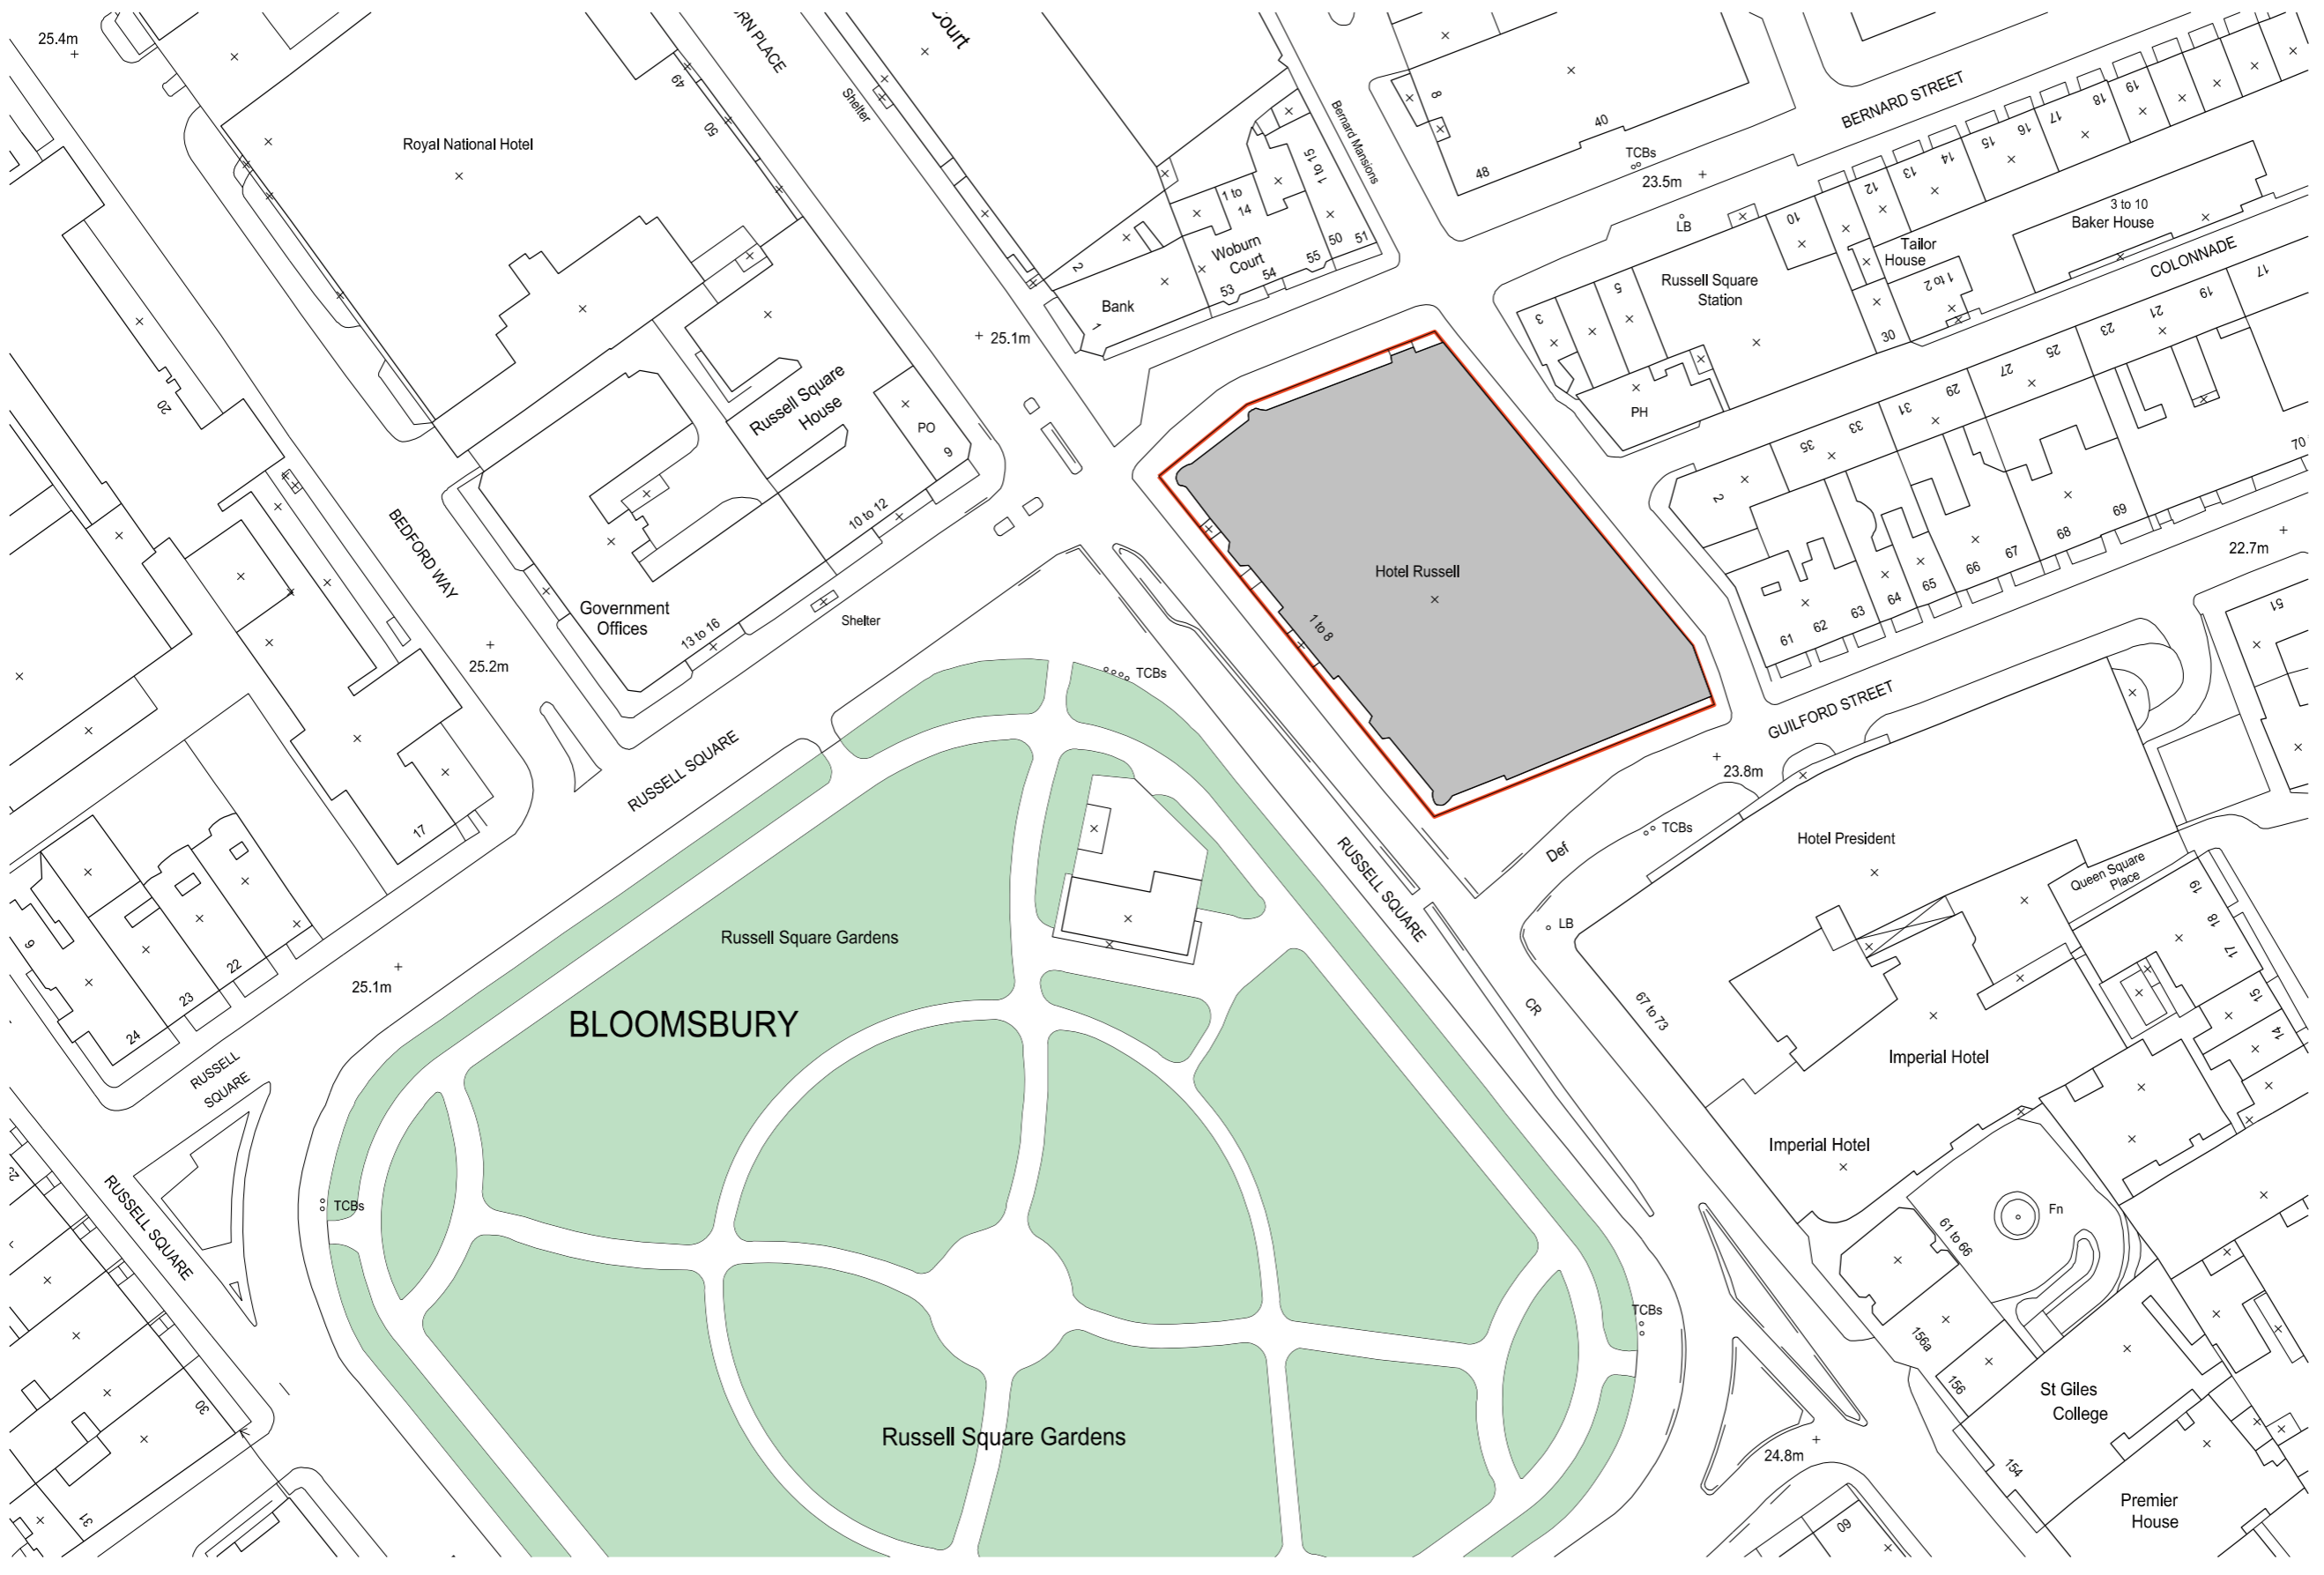 25.4m
RN PLACE
Court
49
50
Shelter
Royal National Hotel
Bernard Mansions
8
40
48
TCBs
23.5m
BERNARD STREET
LB
10
12
13
14
15
16
17
18
19
3 to 10
Baker House
COLONNADE
Tailor
House
1 to 2
30
Russell Square
Station
3
5
PH
1 to 15
1 to
14
Woburn
Court
2
Bank
1
53
54
55
50
51
25.1m
20
Russell Square
House
PO
9
10 to 12
13 to 16
Government
Offices
Shelter
BEDFORD WAY
25.2m
Hotel Russell
1 to 8
2
35
33
31
29
27
25
23
21
19
17
70
61
62
63
64
65
66
67
68
69
22.7m
51
GUILFORD STREET
23.8m
TCBs
RUSSELL SQUARE
17
TCBs
Def
LB
RUSSELL SQUARE
CR
Hotel President
Queen Square
Place
19
18
17
15
14
67 to 73
Imperial Hotel
Imperial Hotel
Russell Square Gardens
BLOOMSBURY
25.1m
9
22
23
24
RUSSELL
SQUARE
RUSSELL SQUARE
TCBs
30
31
Russell Square Gardens
TCBs
61 to 66
Fn
156a
156
154
St Giles
College
24.8m
60
Premier
House